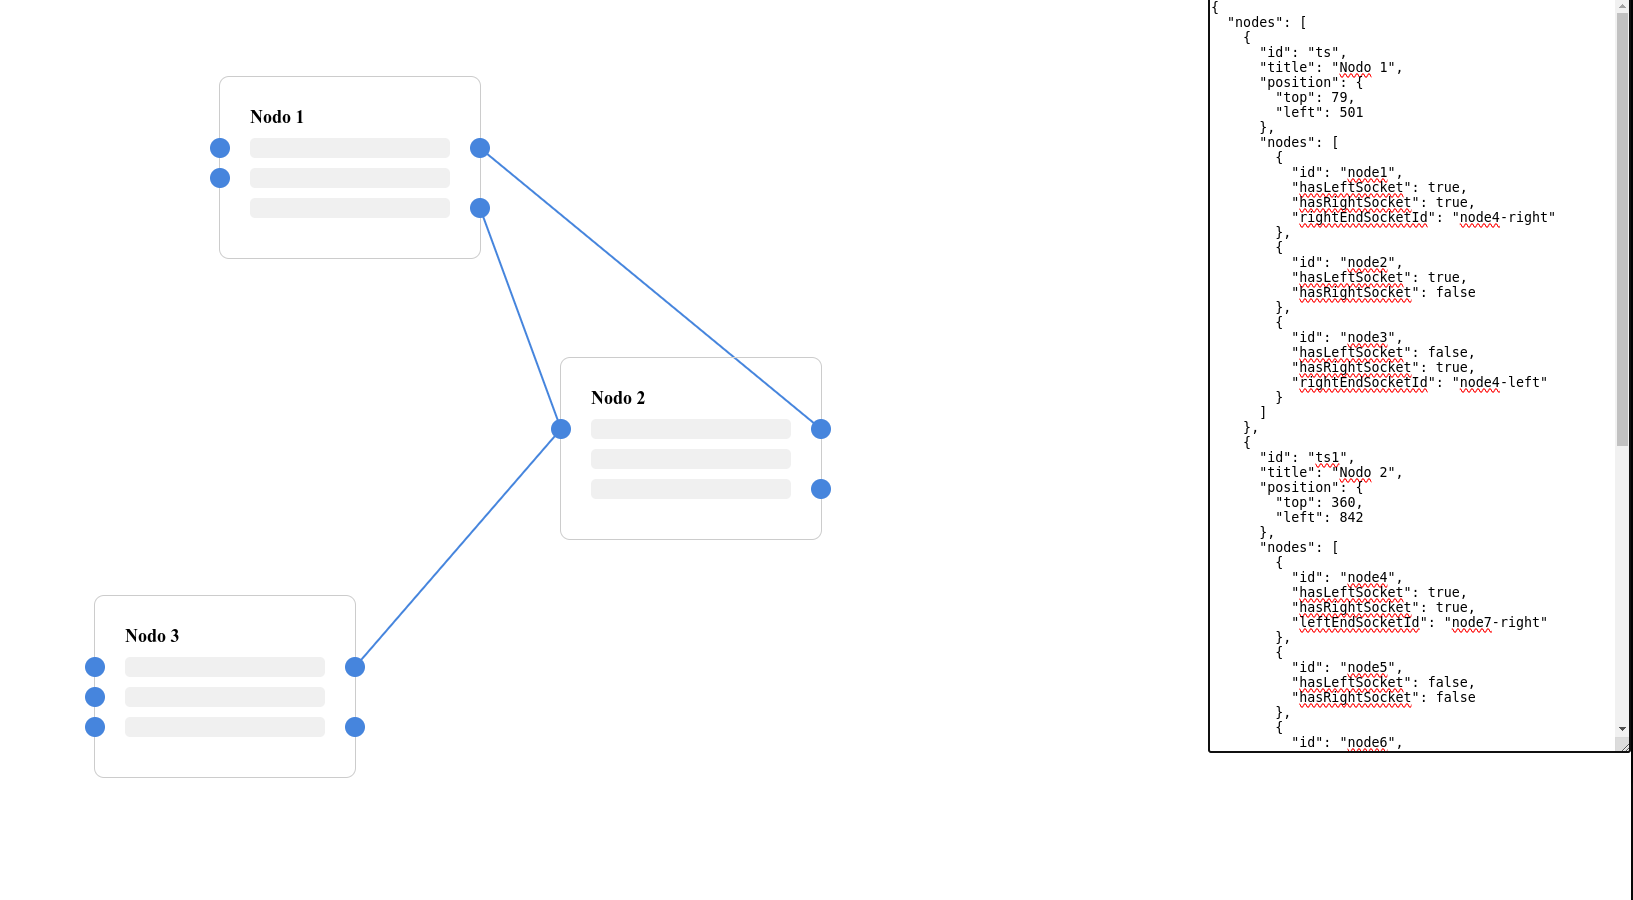 Nodo 1
Nodo 2
Nodo 3
{
  "nodes": [
    {
      "id": "ts",
      "title": "Nodo 1",
      "position": {
        "top": 79,
        "left": 501
      },
      "nodes": [
        {
          "id": "node1",
          "hasLeftSocket": true,
          "hasRightSocket": true,
          "rightEndSocketId": "node4-right"
        },
        {
          "id": "node2",
          "hasLeftSocket": true,
          "hasRightSocket": false
        },
        {
          "id": "node3",
          "hasLeftSocket": false,
          "hasRightSocket": true,
          "rightEndSocketId": "node4-left"
        }
      ]
    },
    {
      "id": "ts1",
      "title": "Nodo 2",
      "position": {
        "top": 360,
        "left": 842
      },
      "nodes": [
        {
          "id": "node4",
          "hasLeftSocket": true,
          "hasRightSocket": true,
          "leftEndSocketId": "node7-right"
        },
        {
          "id": "node5",
          "hasLeftSocket": false,
          "hasRightSocket": false
        },
        {
          "id": "node6",